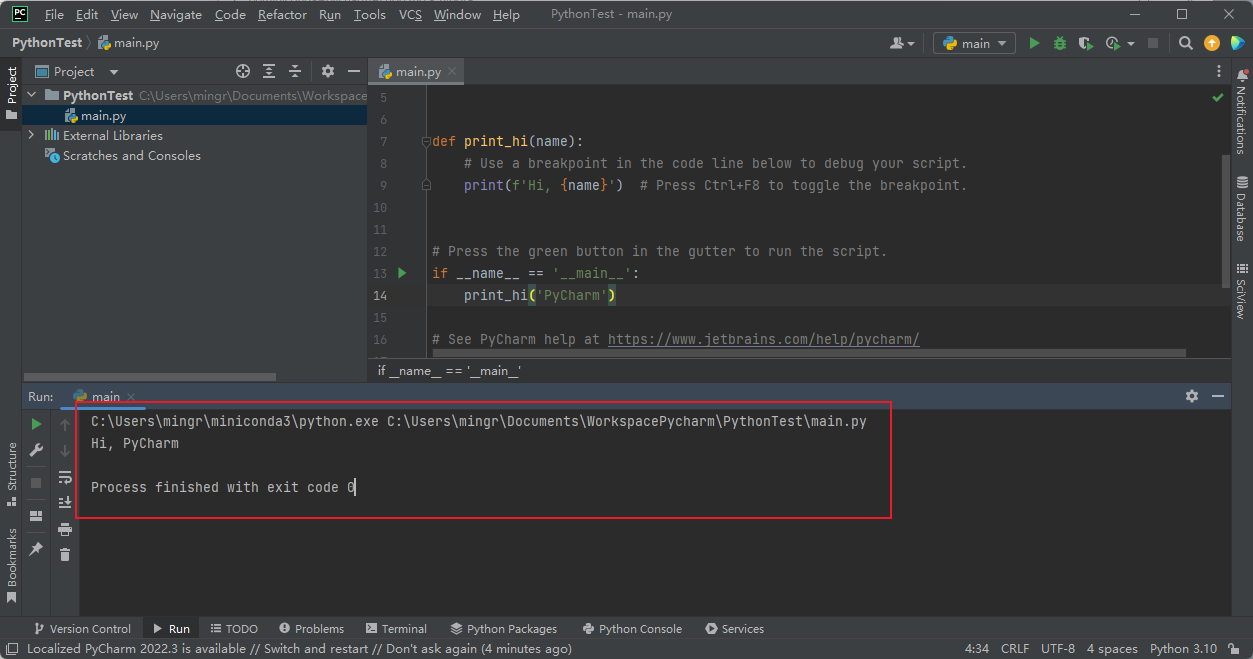 PC File Edit View Navigate Code Refactor Run Tools VCS Window Help PythonTest - main.py
PythonTest main.py main
Project
Project
main.py
PythonTest C:\Users\mingr\Documents\Workspace
main.py
External Libraries
Scratches and Consoles
5
6
7 def print_hi(name):
8 # Use a breakpoint in the code line below to debug your script.
9 print(f'Hi, {name}') # Press Ctrl+F8 to toggle the breakpoint.
10
11
12 # Press the green button in the gutter to run the script.
13 if __name__ == '__main__':
14 print_hi('PyCharm')
15
16 # See PyCharm help at https://www.jetbrains.com/help/pycharm/
if __name__ == '__main__'
Notifications
Database
SciView
Run: main
C:\Users\mingr\miniconda3\python.exe C:\Users\mingr\Documents\WorkspacePycharm\PythonTest\main.py
Hi, PyCharm
Process finished with exit code 0
Structure
Bookmarks
Version Control Run TODO Problems Terminal Python Packages Python Console Services
Localized PyCharm 2022.3 is available // Switch and restart // Don't ask again (4 minutes ago) 4:34 CRLF UTF-8 4 spaces Python 3.10